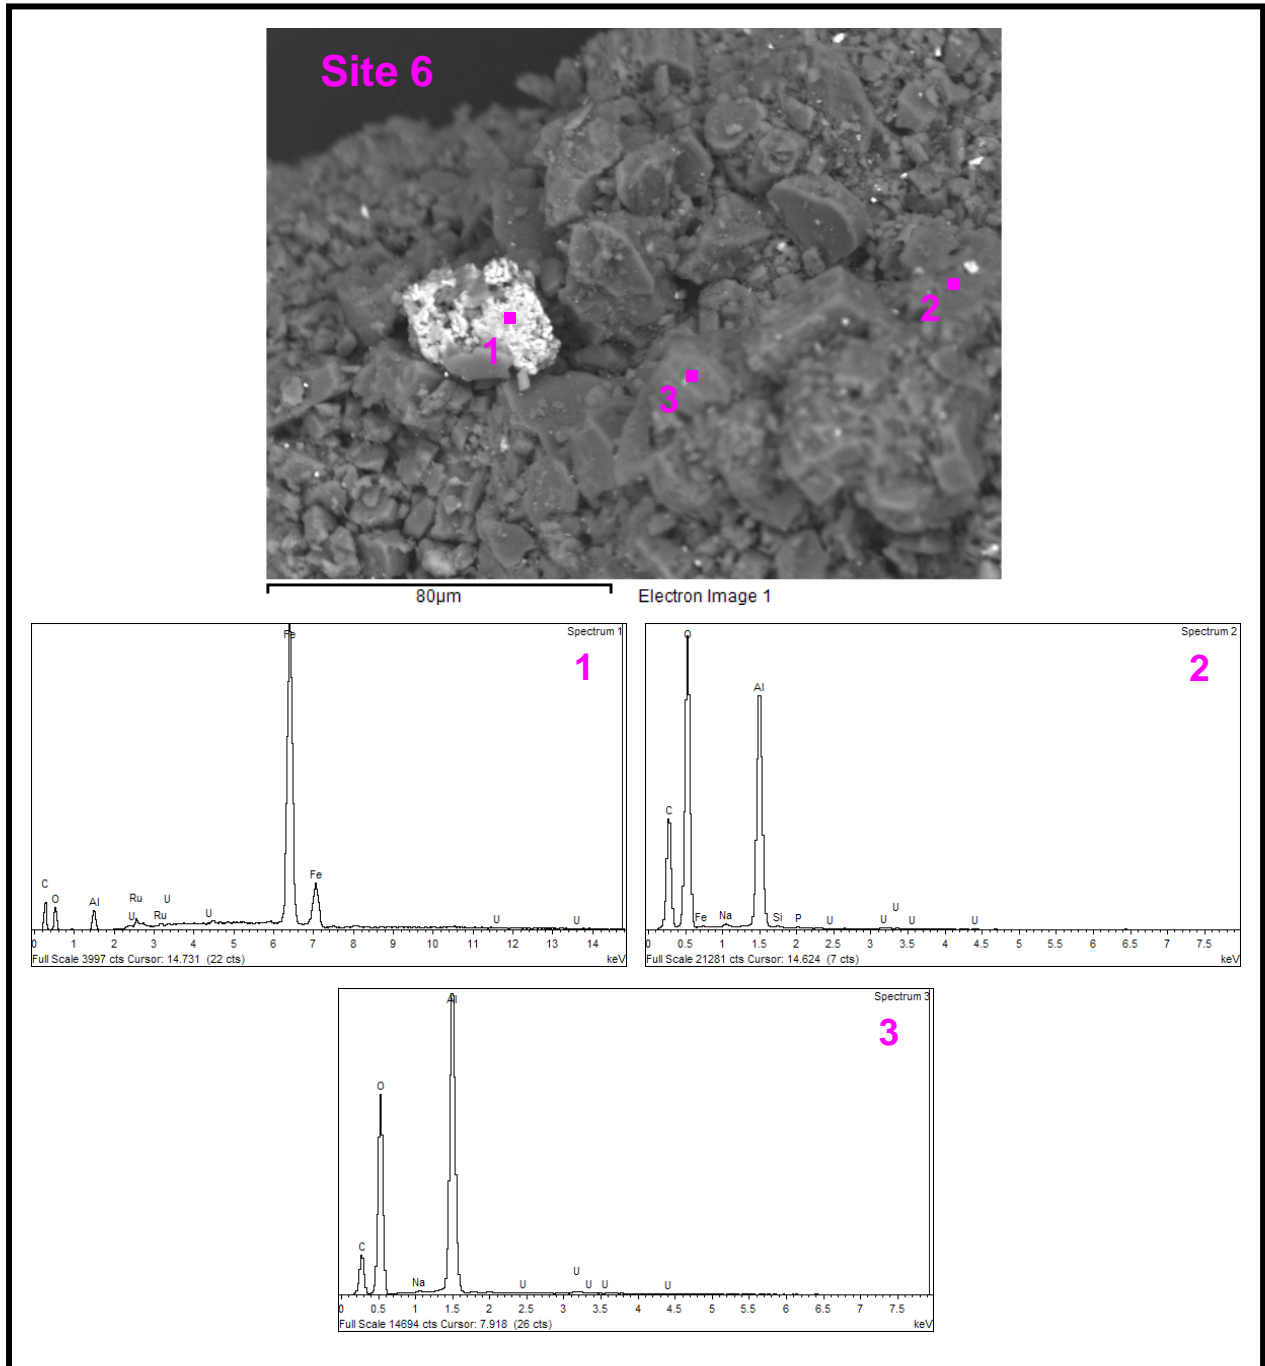 Site 6
1
2
3
80µm
Electron Image 1
Fe
Spectrum 1
1
C
O
Al
Ru
U
U
Ru
U
Fe
U
U
0 1 2 3 4 5 6 7 8 9 10 11 12 13 14
Full Scale 3997 cts Cursor: 14.731 (22 cts)
keV
O
Spectrum 2
2
Al
C
Fe
Na
Si
P
U
U
U
U
U
0 0.5 1 1.5 2 2.5 3 3.5 4 4.5 5 5.5 6 6.5 7 7.5
Full Scale 21281 cts Cursor: 14.624 (7 cts)
keV
Al
Spectrum 3
3
O
C
Na
U
U
U
U
U
0 0.5 1 1.5 2 2.5 3 3.5 4 4.5 5 5.5 6 6.5 7 7.5
Full Scale 14694 cts Cursor: 7.918 (26 cts)
keV